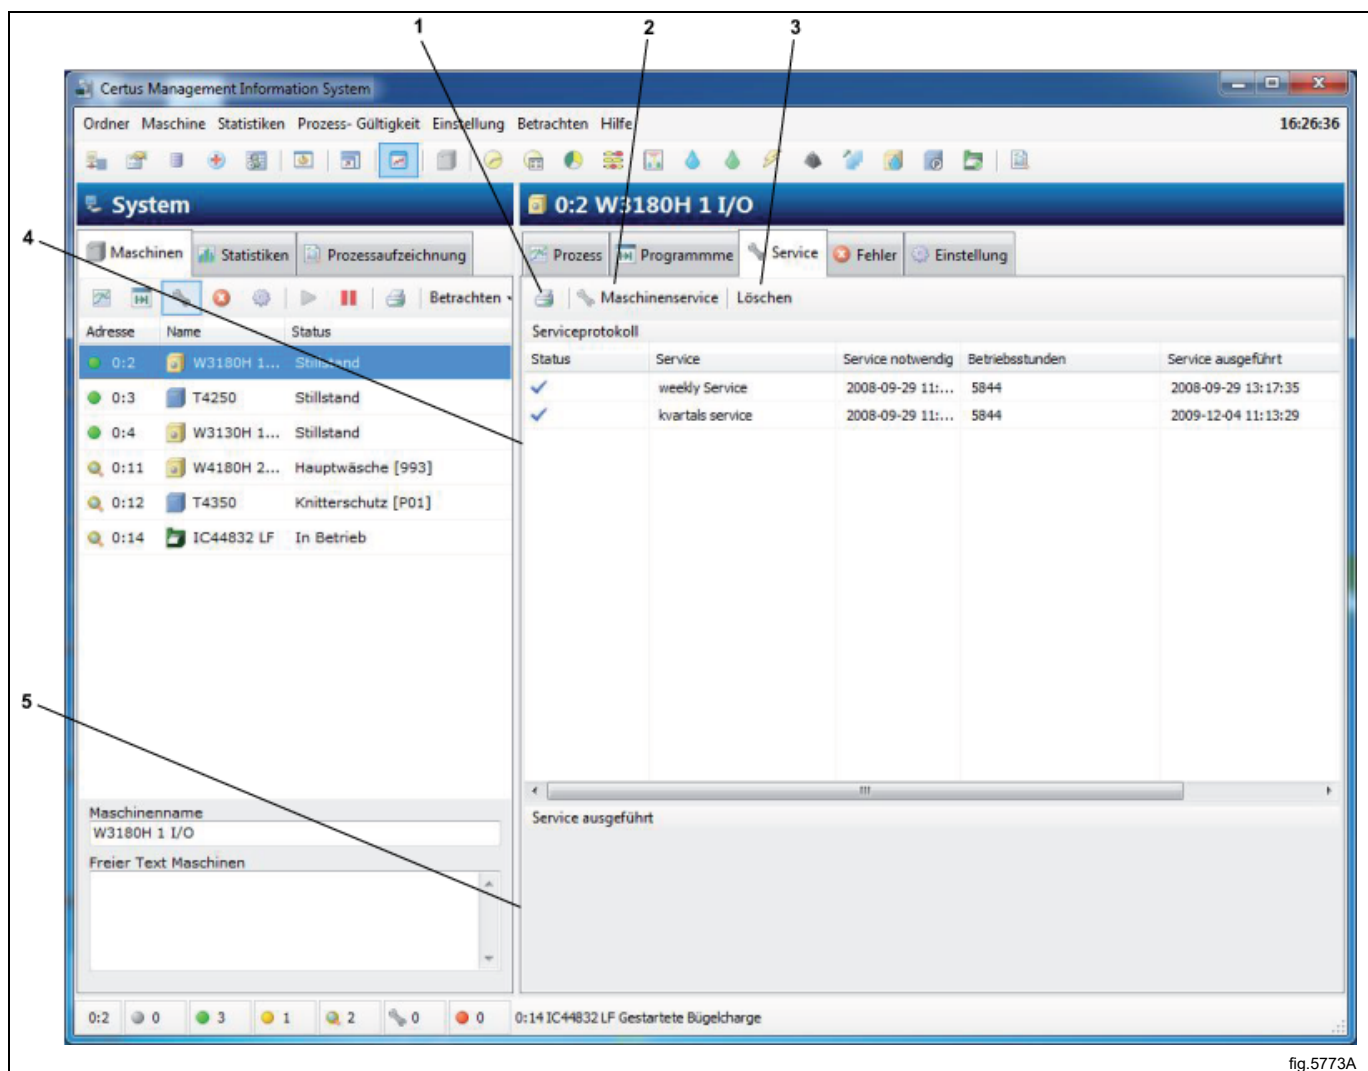 1 2 3
Certus Management Information System
Ordner Maschine Statistiken Prozess- Gültigkeit Einstellung Betrachten Hilfe 16:26:36
System
0:2 W3180H 1 I/O
4
Maschinen Statistiken Prozessaufzeichnung
Prozess Programmme Service Fehler Einstellung
Betrachten
Maschinenservice Löschen
Adresse Name Status
Serviceprotokoll
Status Service Service notwendig Betriebsstunden Service ausgeführt
0:2 W3180H 1... Stillstand
weekly Service 2008-09-29 11:... 5844 2008-09-29 13:17:35
0:3 T4250 Stillstand
kvartals service 2008-09-29 11:... 5844 2009-12-04 11:13:29
0:4 W3130H 1... Stillstand
0:11 W4180H 2... Hauptwäsche [993]
0:12 T4350 Knitterschutz [P01]
0:14 IC44832 LF In Betrieb
5
Maschinenname
W3180H 1 I/O
Freier Text Maschinen
Service ausgeführt
0:2 0 3 1 2 0 0 0:14 IC44832 LF Gestartete Bügelcharge
fig.5773A